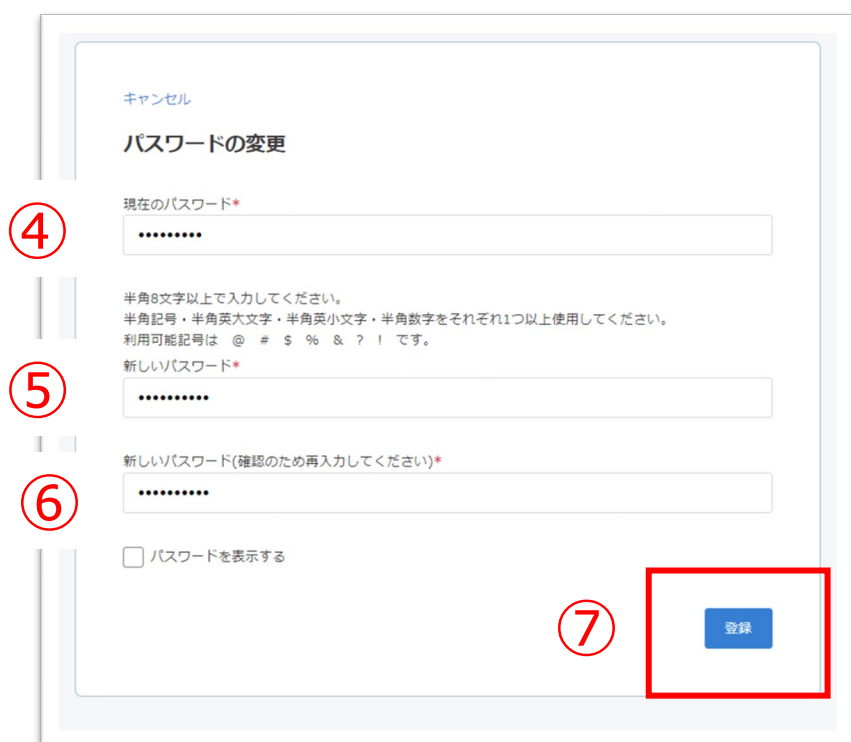 キャンセル
パスワードの変更
④
現在のパスワード*
•••••••••
半角8文字以上で入力してください。
半角記号・半角英大文字・半角英小文字・半角数字をそれぞれ1つ以上使用してください。
利用可能記号は @ # $ % & ? ! です。
⑤
新しいパスワード*
••••••••••
⑥
新しいパスワード(確認のため再入力してください)*
••••••••••
パスワードを表示する
⑦
登録